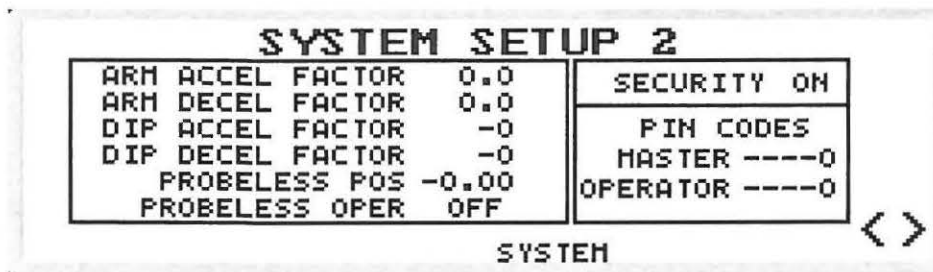 SYSTEM SETUP 2
ARM ACCEL FACTOR 0.0
ARM DECEL FACTOR 0.0
DIP ACCEL FACTOR -0
DIP DECEL FACTOR -0
PROBELESS POS -0.00
PROBELESS OPER OFF
SECURITY ON
PIN CODES
MASTER ----0
OPERATOR ----0
< >
SYSTEM